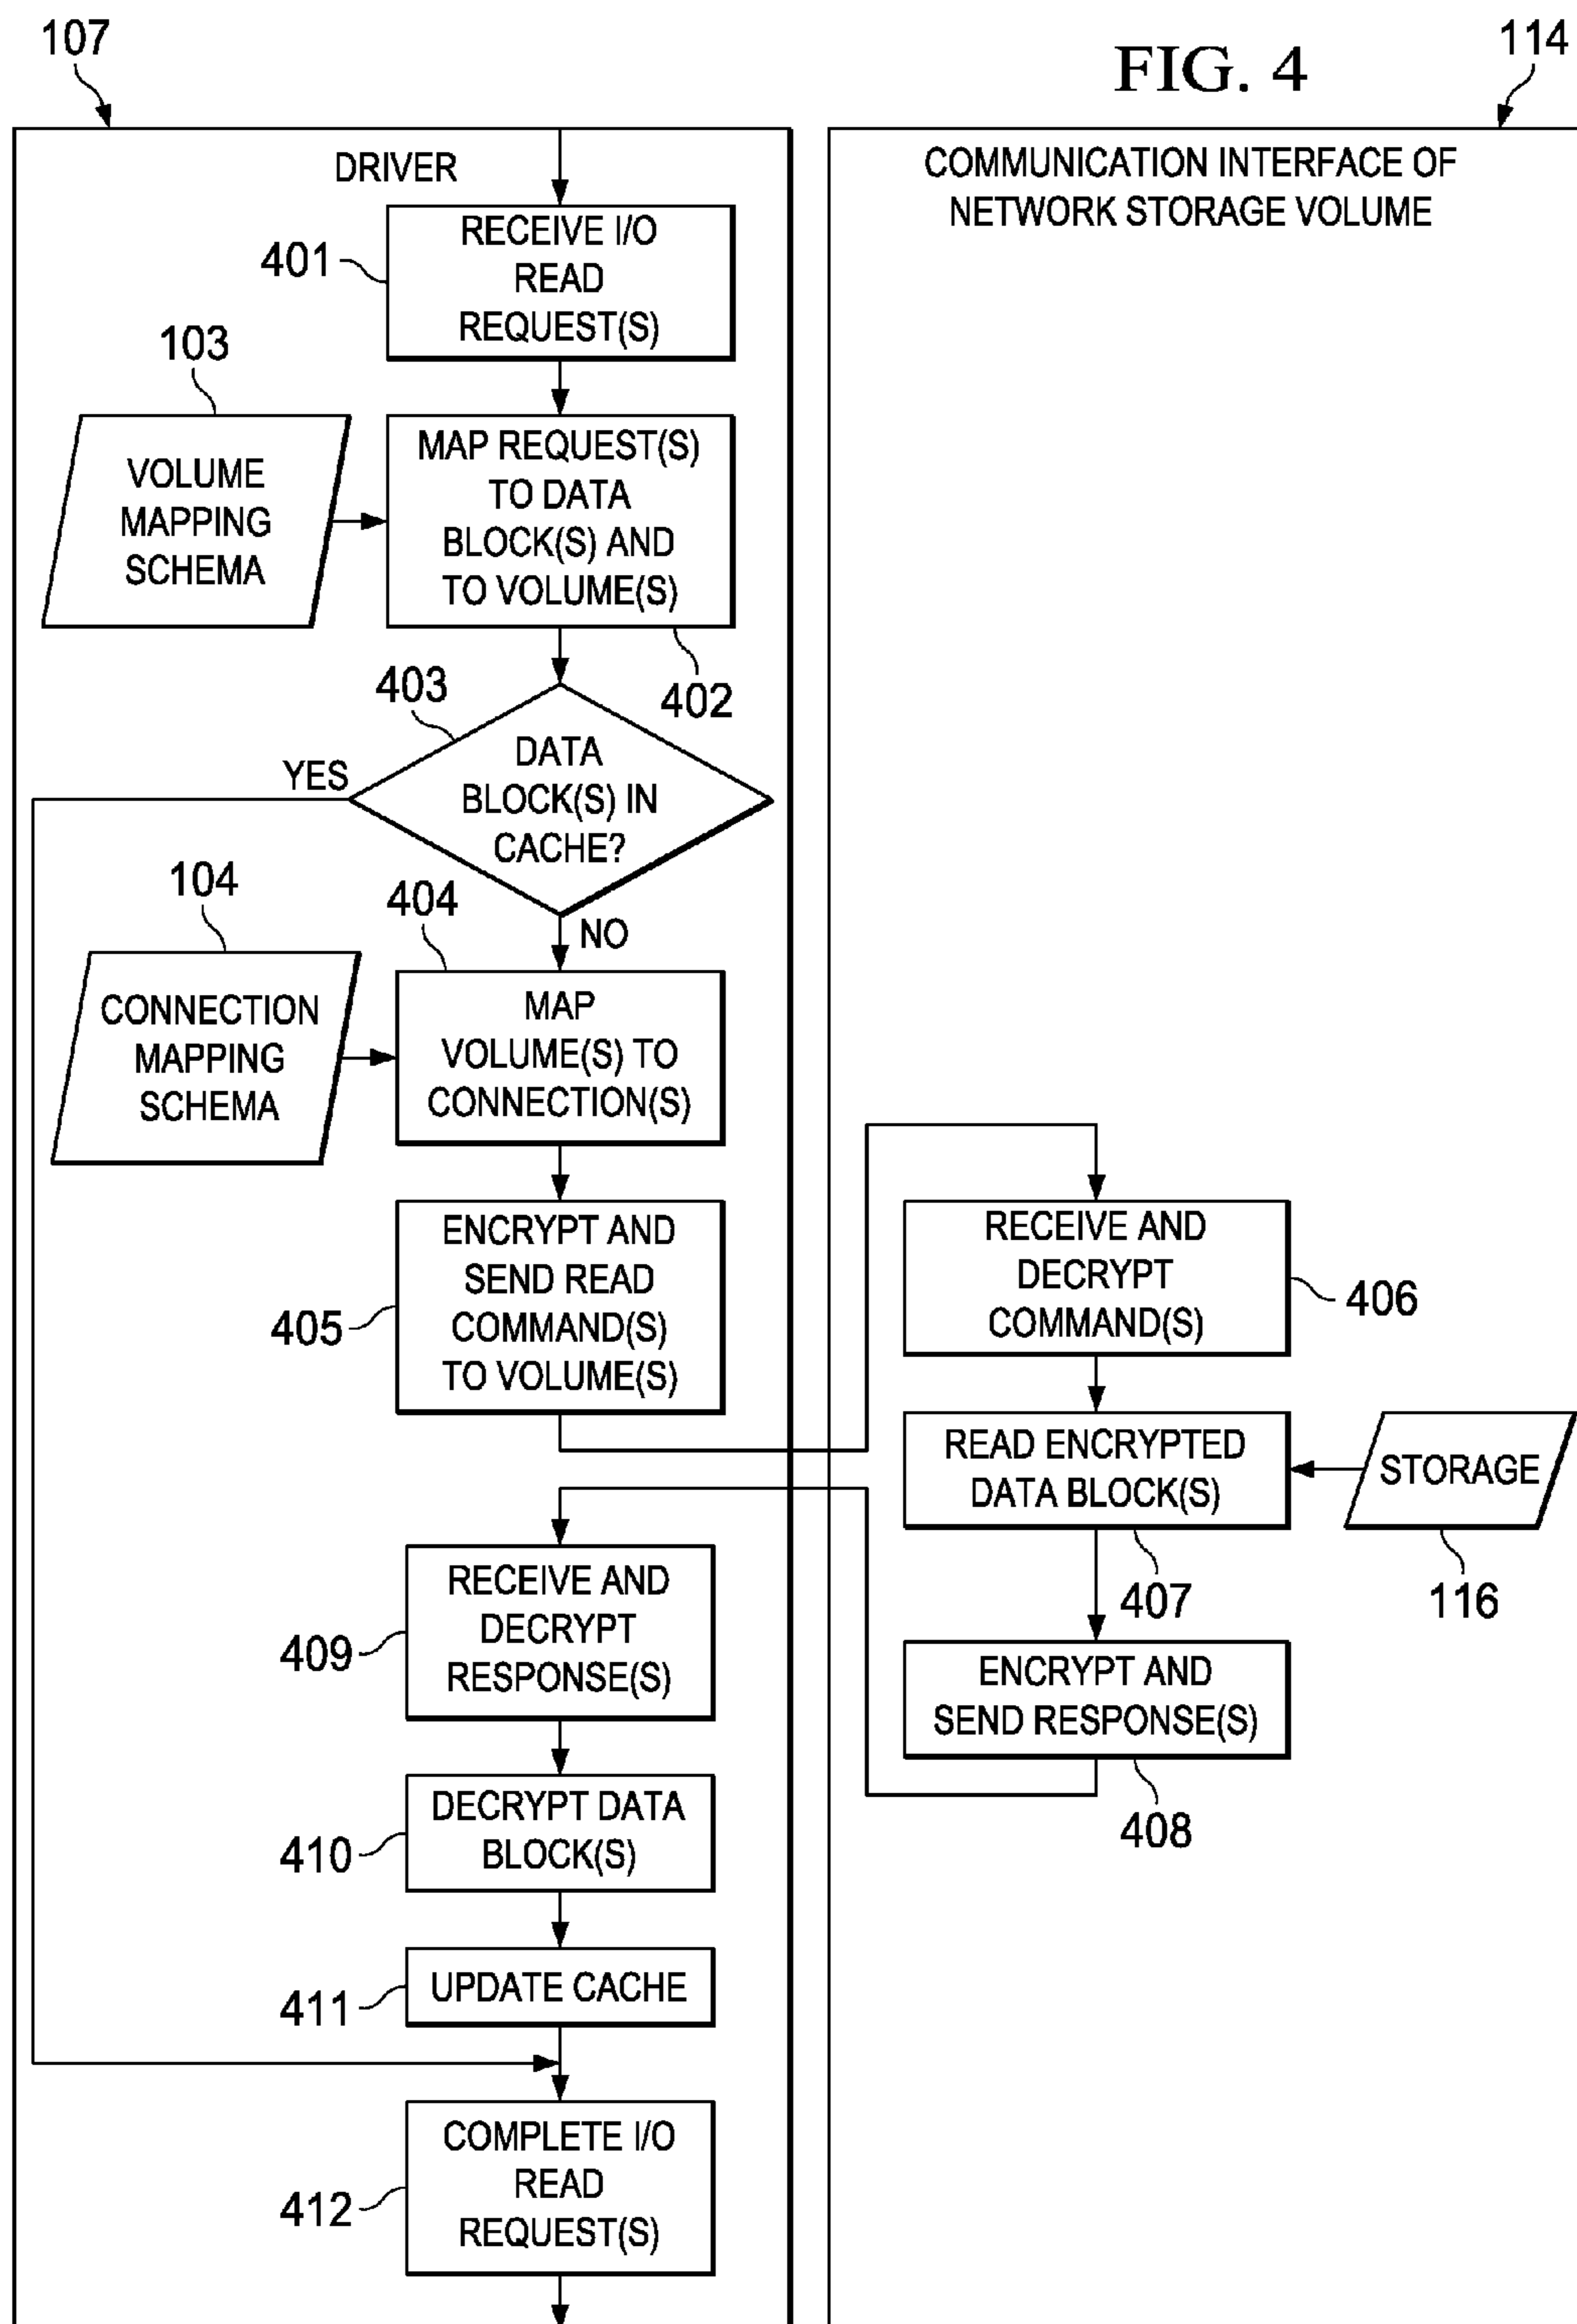 107
FIG. 4
114
DRIVER
COMMUNICATION INTERFACE OF
NETWORK STORAGE VOLUME
401
RECEIVE I/O
READ
REQUEST(S)
103
VOLUME
MAPPING
SCHEMA
MAP REQUEST(S)
TO DATA
BLOCK(S) AND
TO VOLUME(S)
402
403
YES
DATA
BLOCK(S) IN
CACHE?
NO
104
CONNECTION
MAPPING
SCHEMA
404
MAP
VOLUME(S) TO
CONNECTION(S)
405
ENCRYPT AND
SEND READ
COMMAND(S)
TO VOLUME(S)
RECEIVE AND
DECRYPT
COMMAND(S)
406
READ ENCRYPTED
DATA BLOCK(S)
407
STORAGE
116
ENCRYPT AND
SEND RESPONSE(S)
408
409
RECEIVE AND
DECRYPT
RESPONSE(S)
410
DECRYPT DATA
BLOCK(S)
411
UPDATE CACHE
412
COMPLETE I/O
READ
REQUEST(S)